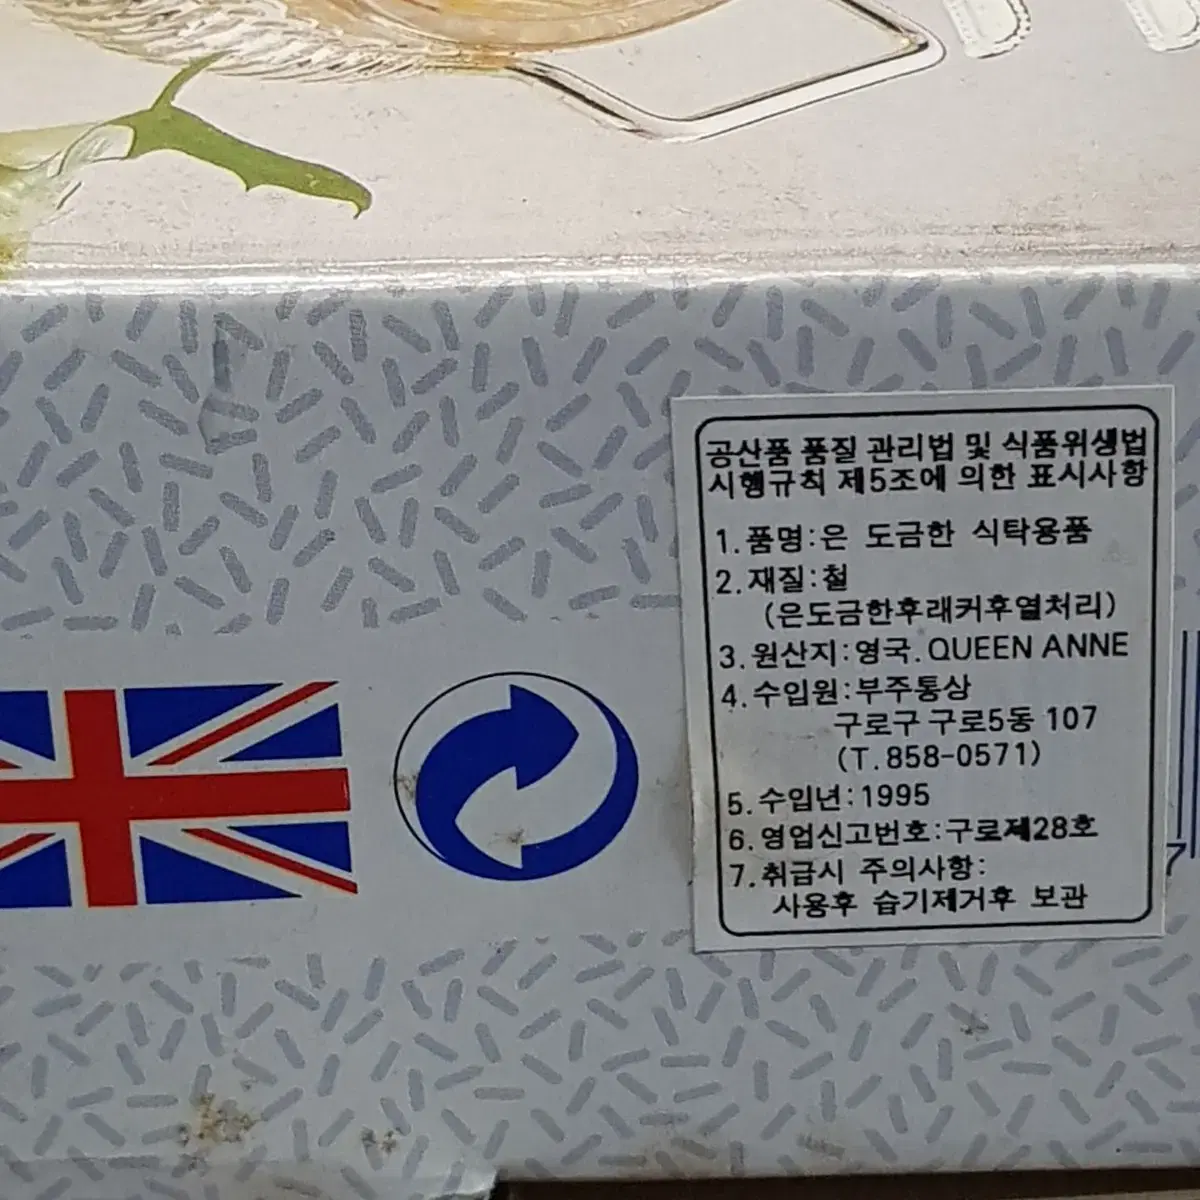 공산품 품질 관리법 및 식품위생법
시행규칙 제5조에 의한 표시사항
1. 품명:은 도금한 식탁용품
2. 재질:철
(은도금한후래커후열처리)
3. 원산지:영국. QUEEN ANNE
4. 수입원:부주통상
구로구 구로5동 107
(T. 858-0571)
5. 수입년:1995
6. 영업신고번호:구로제28호
7. 취급시 주의사항:
사용후 습기제거후 보관
7